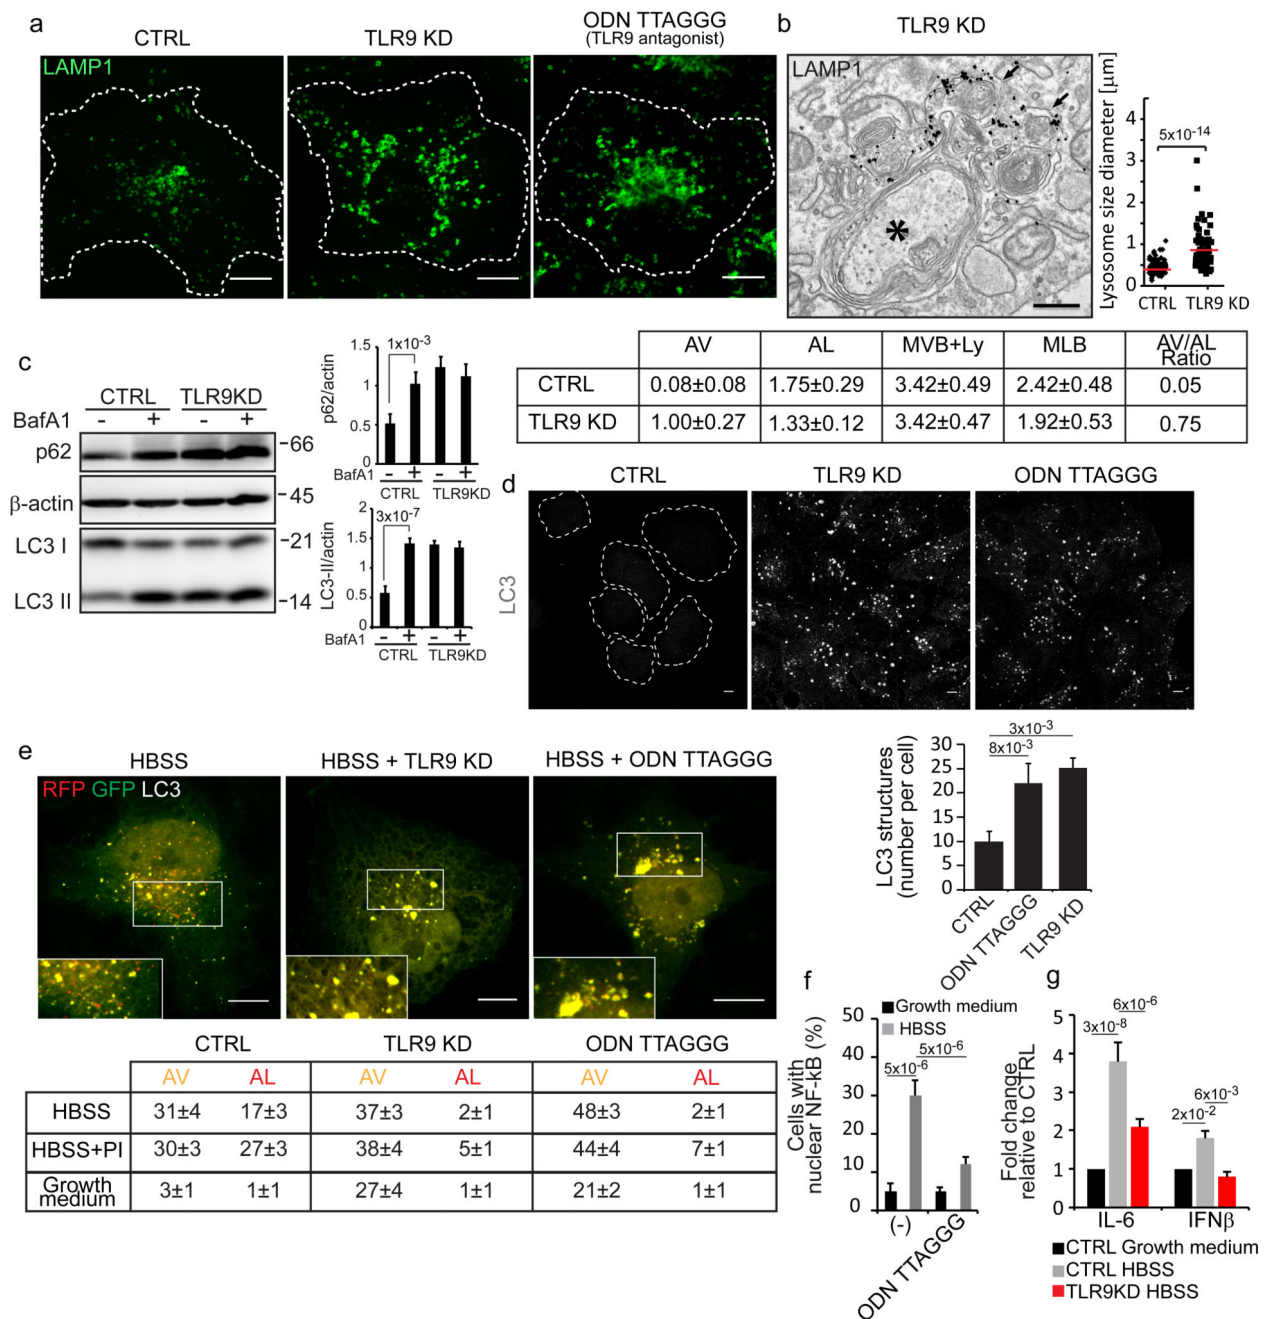 a
CTRL
TLR9 KD
ODN TTAGGG
(TLR9 antagonist)
LAMP1
b
TLR9 KD
LAMP1
*
Lysosome size diameter [μm]
4
3
2
1
0
5x10-14
CTRL TLR9 KD
AV AL MVB+Ly MLB AV/AL Ratio
CTRL 0.08±0.08 1.75±0.29 3.42±0.49 2.42±0.48 0.05
TLR9 KD 1.00±0.27 1.33±0.12 3.42±0.47 1.92±0.53 0.75
c
CTRL TLR9KD
BafA1 - + - +
p62 -66
β-actin -45
LC3 I -21
LC3 II -14
p62/actin
1.5
1
0.5
0
1x10-3
BafA1 - + - +
CTRL TLR9KD
LC3-II/actin
2
1.5
1
0.5
0
3x10-7
BafA1 - + - +
CTRL TLR9KD
d
CTRL
TLR9 KD
ODN TTAGGG
LC3
LC3 structures
(number per cell)
30
25
20
15
10
5
0
3x10-3
8x10-3
CTRL
ODN TTAGGG
TLR9 KD
e
HBSS
HBSS + TLR9 KD
HBSS + ODN TTAGGG
RFP GFP LC3
CTRL TLR9 KD ODN TTAGGG
AV AL AV AL AV AL
HBSS 31±4 17±3 37±3 2±1 48±3 2±1
HBSS+PI 30±3 27±3 38±4 5±1 44±4 7±1
Growth medium 3±1 1±1 27±4 1±1 21±2 1±1
f
Growth medium
HBSS
Cells with
nuclear NF-kB (%)
50
40
30
20
10
0
5x10-6
5x10-6
(-)
ODN TTAGGG
g
Fold change
relative to CTRL
5
4
3
2
1
0
3x10-8
6x10-6
2x10-2
6x10-3
IL-6 IFNβ
CTRL Growth medium
CTRL HBSS
TLR9KD HBSS